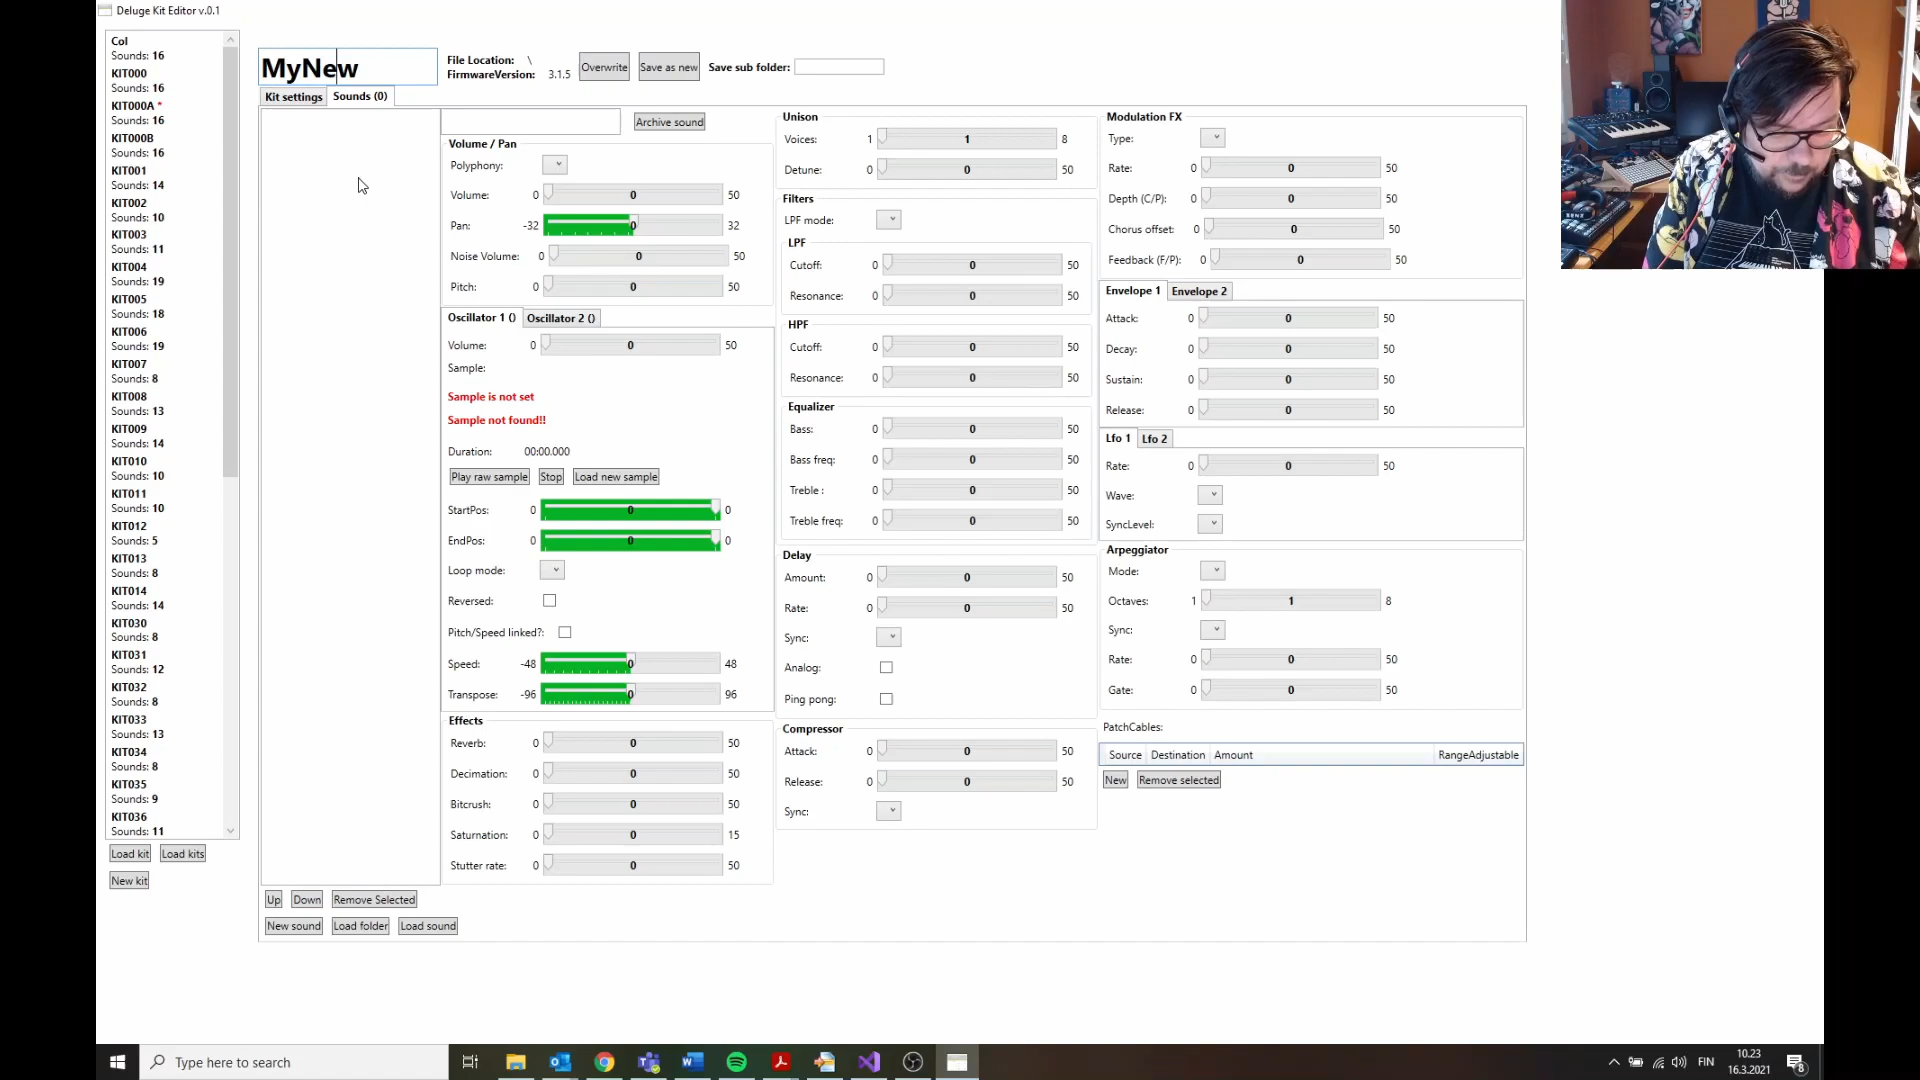 Deluge Kit Editor v.0.1
Col
Sounds: 16
KIT000
Sounds: 16
KIT000A *
Sounds: 16
KIT000B
Sounds: 16
KIT001
Sounds: 14
KIT002
Sounds: 10
KIT003
Sounds: 11
KIT004
Sounds: 19
KIT005
Sounds: 18
KIT006
Sounds: 19
KIT007
Sounds: 8
KIT008
Sounds: 13
KIT009
Sounds: 14
KIT010
Sounds: 10
KIT011
Sounds: 10
KIT012
Sounds: 5
KIT013
Sounds: 8
KIT014
Sounds: 14
KIT030
Sounds: 8
KIT031
Sounds: 12
KIT032
Sounds: 8
KIT033
Sounds: 13
KIT034
Sounds: 8
KIT035
Sounds: 9
KIT036
Sounds: 11
Load kit Load kits
New kit
MyNew
File Location: \
FirmwareVersion: 3.1.5
Overwrite Save as new Save sub folder:
Kit settings Sounds (0)
Archive sound
Volume / Pan
Polyphony:
Volume: 0 0 50
Pan: -32 0 32
Noise Volume: 0 0 50
Pitch: 0 0 50
Oscillator 1 () Oscillator 2 ()
Volume: 0 0 50
Sample:
Sample is not set
Sample not found!!
Duration: 00:00.000
Play raw sample Stop Load new sample
StartPos: 0 0 0
EndPos: 0 0 0
Loop mode:
Reversed:
Pitch/Speed linked?:
Speed: -48 0 48
Transpose: -96 0 96
Effects
Reverb: 0 0 50
Decimation: 0 0 50
Bitcrush: 0 0 50
Saturnation: 0 0 15
Stutter rate: 0 0 50
Up Down Remove Selected
New sound Load folder Load sound
Unison
Voices: 1 1 8
Detune: 0 0 50
Filters
LPF mode:
LPF
Cutoff: 0 0 50
Resonance: 0 0 50
HPF
Cutoff: 0 0 50
Resonance: 0 0 50
Equalizer
Bass: 0 0 50
Bass freq: 0 0 50
Treble : 0 0 50
Treble freq: 0 0 50
Delay
Amount: 0 0 50
Rate: 0 0 50
Sync:
Analog:
Ping pong:
Compressor
Attack: 0 0 50
Release: 0 0 50
Sync:
Modulation FX
Type:
Rate: 0 0 50
Depth (C/P): 0 0 50
Chorus offset: 0 0 50
Feedback (F/P): 0 0 50
Envelope 1 Envelope 2
Attack: 0 0 50
Decay: 0 0 50
Sustain: 0 0 50
Release: 0 0 50
Lfo 1 Lfo 2
Rate: 0 0 50
Wave:
SyncLevel:
Arpeggiator
Mode:
Octaves: 1 1 8
Sync:
Rate: 0 0 50
Gate: 0 0 50
PatchCables:
Source Destination Amount RangeAdjustable
New Remove selected
Type here to search
FIN
10.23
16.3.2021
8